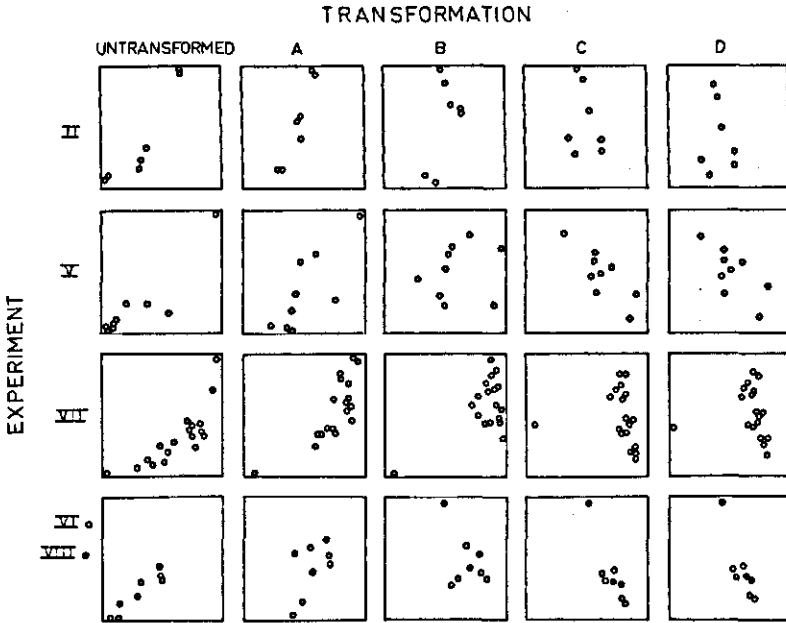 TRANSFORMATION
UNTRANSFORMED A B C D
EXPERIMENT
II
V
VII
VI
VIII